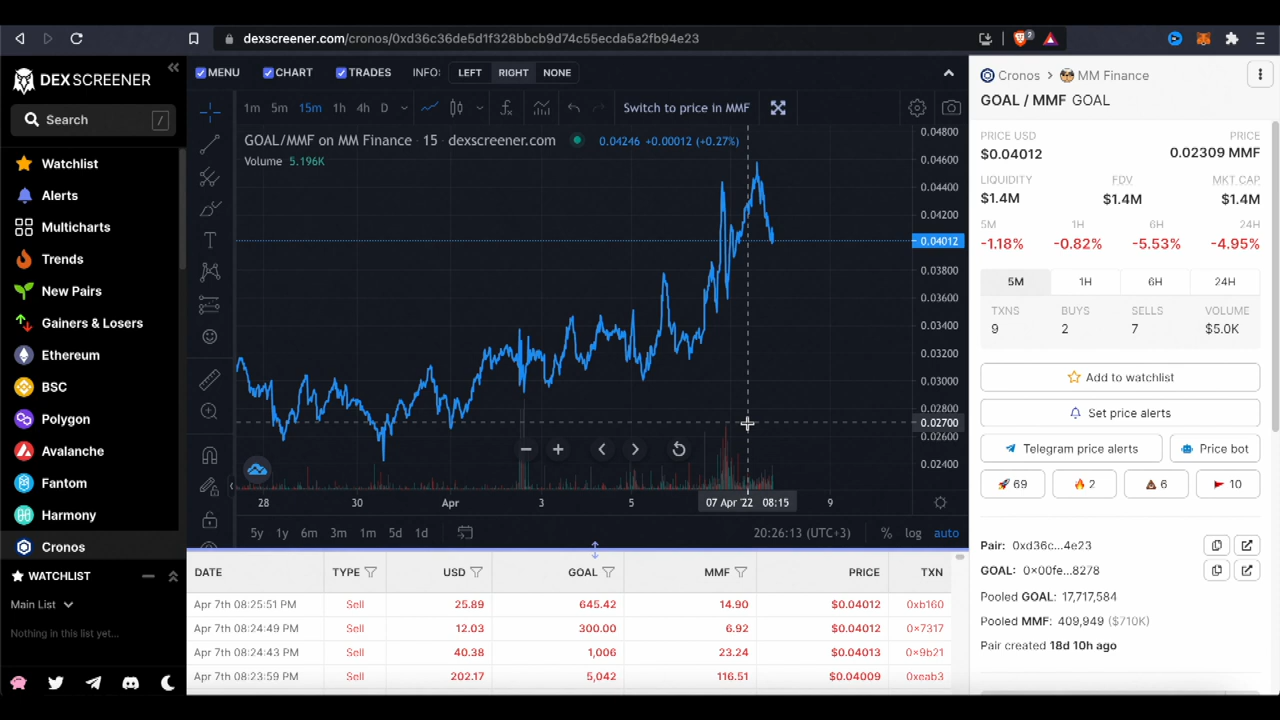 dexscreener.com/cronos/0xd36c36de5d1f328bbcb9d74c55ecda5a2fb94e23
2
DEX SCREENER
Search /
Watchlist
Alerts
Multicharts
Trends
New Pairs
Gainers & Losers
Ethereum
BSC
Polygon
Avalanche
Fantom
Harmony
Cronos
WATCHLIST
Main List
Nothing in this list yet...
MENU CHART TRADES INFO: LEFT RIGHT NONE
1m 5m 15m 1h 4h D Switch to price in MMF
GOAL/MMF on MM Finance · 15 · dexscreener.com 0.04246 +0.00012 (+0.27%)
Volume 5.196K
0.04800
0.04600
0.04400
0.04200
0.04012
0.03800
0.03600
0.03400
0.03200
0.03000
0.02800
0.02700
0.02600
0.02400
28 30 Apr 3 5 07 Apr '22 08:15 9
5y 1y 6m 3m 1m 5d 1d 20:26:13 (UTC+3) % log auto
DATE TYPE USD GOAL MMF PRICE TXN
Apr 7th 08:25:51 PM Sell 25.89 645.42 14.90 $0.04012 0xb160
Apr 7th 08:24:49 PM Sell 12.03 300.00 6.92 $0.04012 0x7317
Apr 7th 08:24:43 PM Sell 40.38 1,006 23.24 $0.04013 0x9b21
Apr 7th 08:23:59 PM Sell 202.17 5,042 116.51 $0.04009 0xeab3
Cronos > MM Finance
GOAL / MMF GOAL
PRICE USD PRICE
$0.04012 0.02309 MMF
LIQUIDITY FDV MKT CAP
$1.4M $1.4M $1.4M
5M 1H 6H 24H
-1.18% -0.82% -5.53% -4.95%
5M 1H 6H 24H
TXNS BUYS SELLS VOLUME
9 2 7 $5.0K
Add to watchlist
Set price alerts
Telegram price alerts Price bot
69 2 6 10
Pair: 0xd36c...4e23
GOAL: 0x00fe...8278
Pooled GOAL: 17,717,584
Pooled MMF: 409,949 ($710K)
Pair created 18d 10h ago